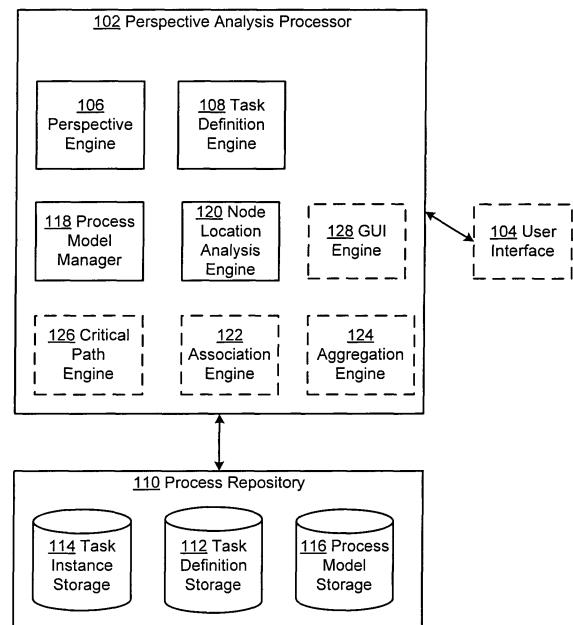 102 Perspective Analysis Processor
106
Perspective
Engine
108 Task
Definition
Engine
118 Process
Model
Manager
120 Node
Location
Analysis
Engine
128 GUI
Engine
104 User
Interface
126 Critical
Path
Engine
122
Association
Engine
124
Aggregation
Engine
110 Process Repository
114 Task
Instance
Storage
112 Task
Definition
Storage
116 Process
Model
Storage